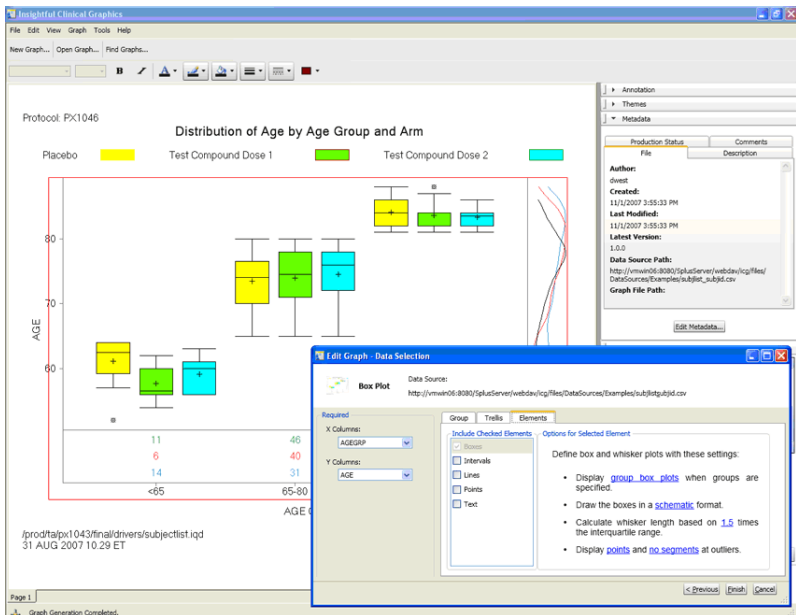 Insightful Clinical Graphics
File Edit View Graph Tools Help
New Graph... Open Graph... Find Graphs...
B I A
Annotation
Themes
Metadata
Production Status Comments
File Description
Author:
dwest
Created:
11/1/2007 3:55:33 PM
Last Modified:
11/1/2007 3:55:33 PM
Latest Version:
1.0.0
Data Source Path:
http://vmwin06:8080/SplusServer/webdav/icg/files/
DataSources/Examples/subjlist_subjid.csv
Graph File Path:
Edit Metadata...
Protocol: PX1046
Distribution of Age by Age Group and Arm
Placebo Test Compound Dose 1 Test Compound Dose 2
80
70
60
AGE
11 46
6 40
14 31
<65 65-80
AGE
/prod/ta/px1043/final/drivers/subjectlist.iqd
31 AUG 2007 10.29 ET
Page 1
Graph Generation Completed.
Edit Graph - Data Selection
Box Plot
Data Source:
http://vmwin06:8080/SplusServer/webdav/icg/files/DataSources/Examples/subjlistgubjid.csv
Required
X Columns:
AGEGRP
Y Columns:
AGE
Group Trellis Elements
Include Checked Elements
Boxes
Intervals
Lines
Points
Text
Options for Selected Element
Define box and whisker plots with these settings:
• Display group box plots when groups are
specified.
• Draw the boxes in a schematic format.
• Calculate whisker length based on 1.5 times
the interquartile range.
• Display points and no segments at outliers.
< Previous Finish Cancel